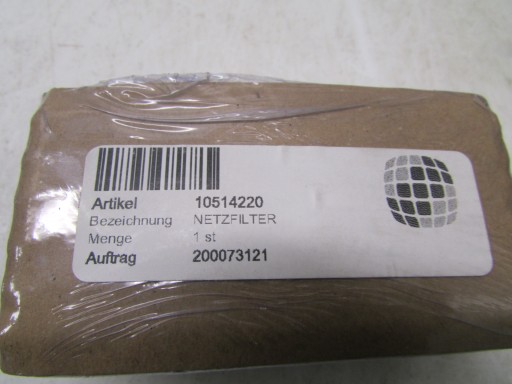 Artikel 10514220
Bezeichnung NETZFILTER
Menge 1 st
Auftrag 200073121